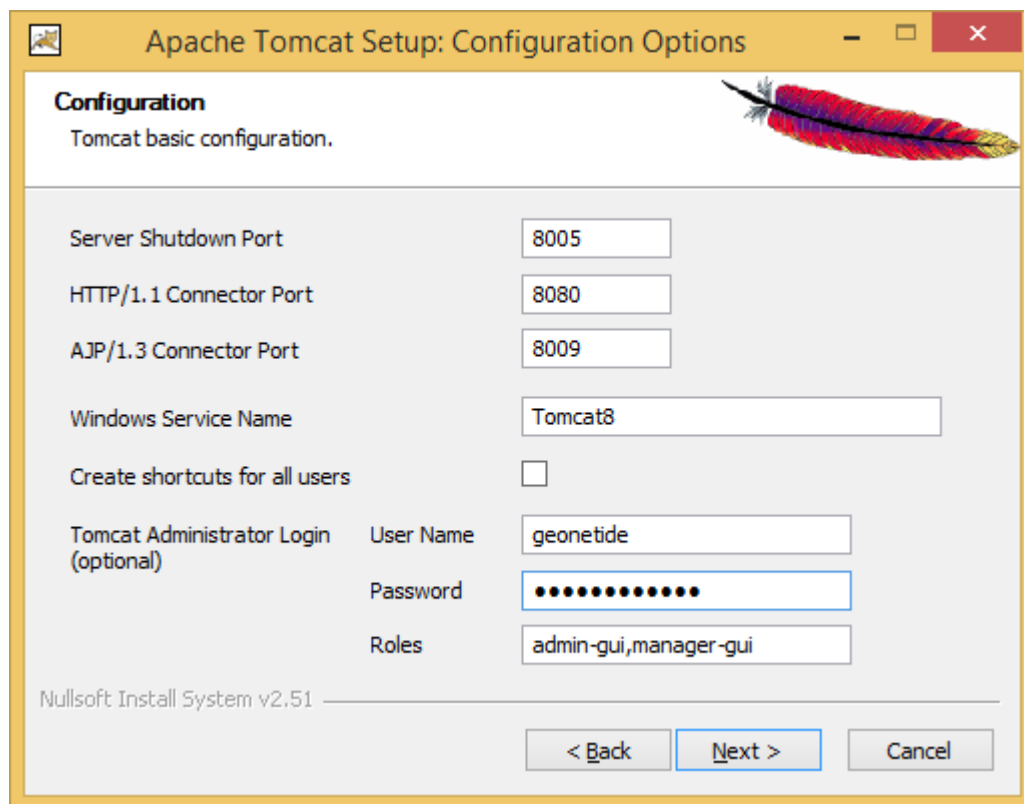 Apache Tomcat Setup: Configuration Options
Configuration
Tomcat basic configuration.
Server Shutdown Port 8005
HTTP/1.1 Connector Port 8080
AJP/1.3 Connector Port 8009
Windows Service Name Tomcat8
Create shortcuts for all users
Tomcat Administrator Login User Name geonetide
(optional)
Password ●●●●●●●●●●●●
Roles admin-gui,manager-gui
Nullsoft Install System v2.51
< Back Next > Cancel